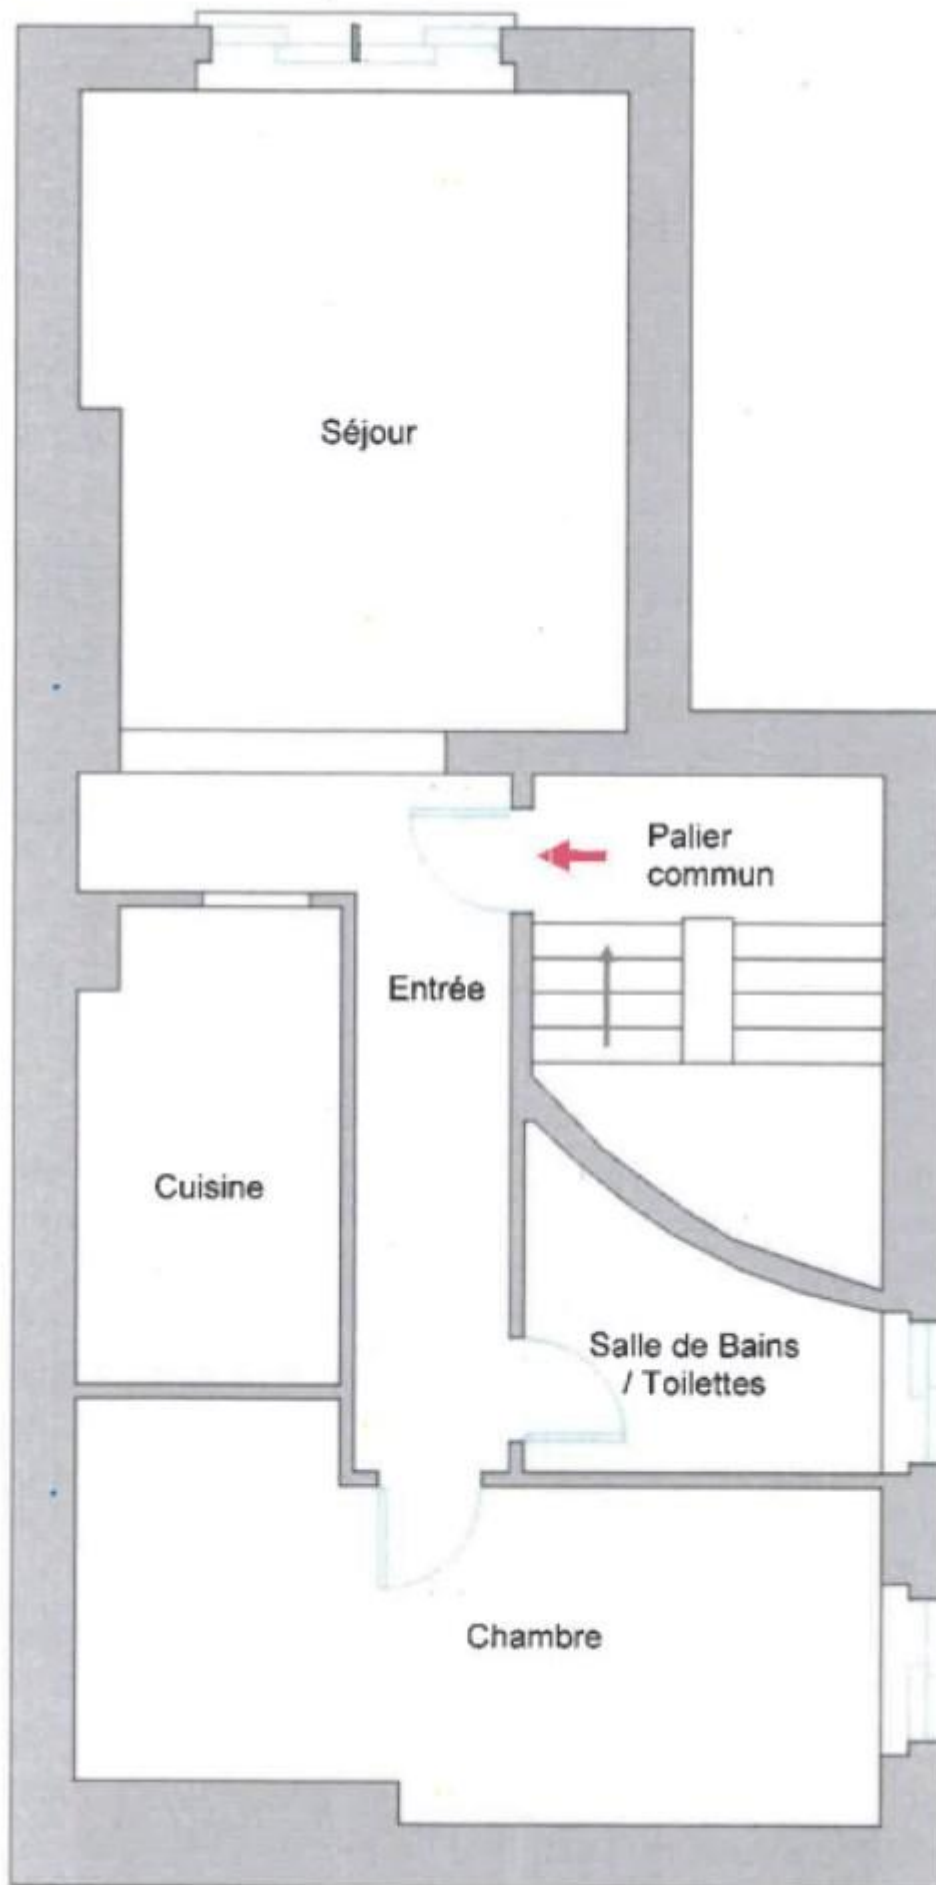 Séjour
Palier
commun
Entrée
Cuisine
Salle de Bains
/ Toilettes
Chambre